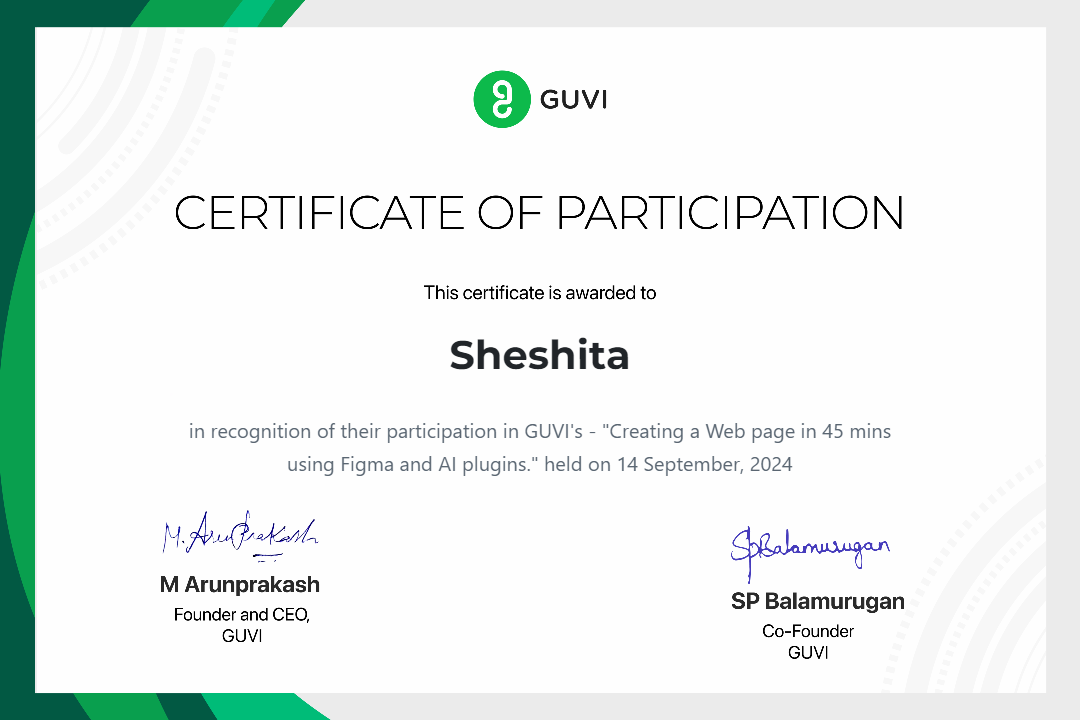 GUVI
CERTIFICATE OF PARTICIPATION
This certificate is awarded to
Sheshita
in recognition of their participation in GUVI's - "Creating a Web page in 45 mins
using Figma and AI plugins." held on 14 September, 2024
M. ArunPrakash
M Arunprakash
Founder and CEO,
GUVI
SpBalamurugan
SP Balamurugan
Co-Founder
GUVI